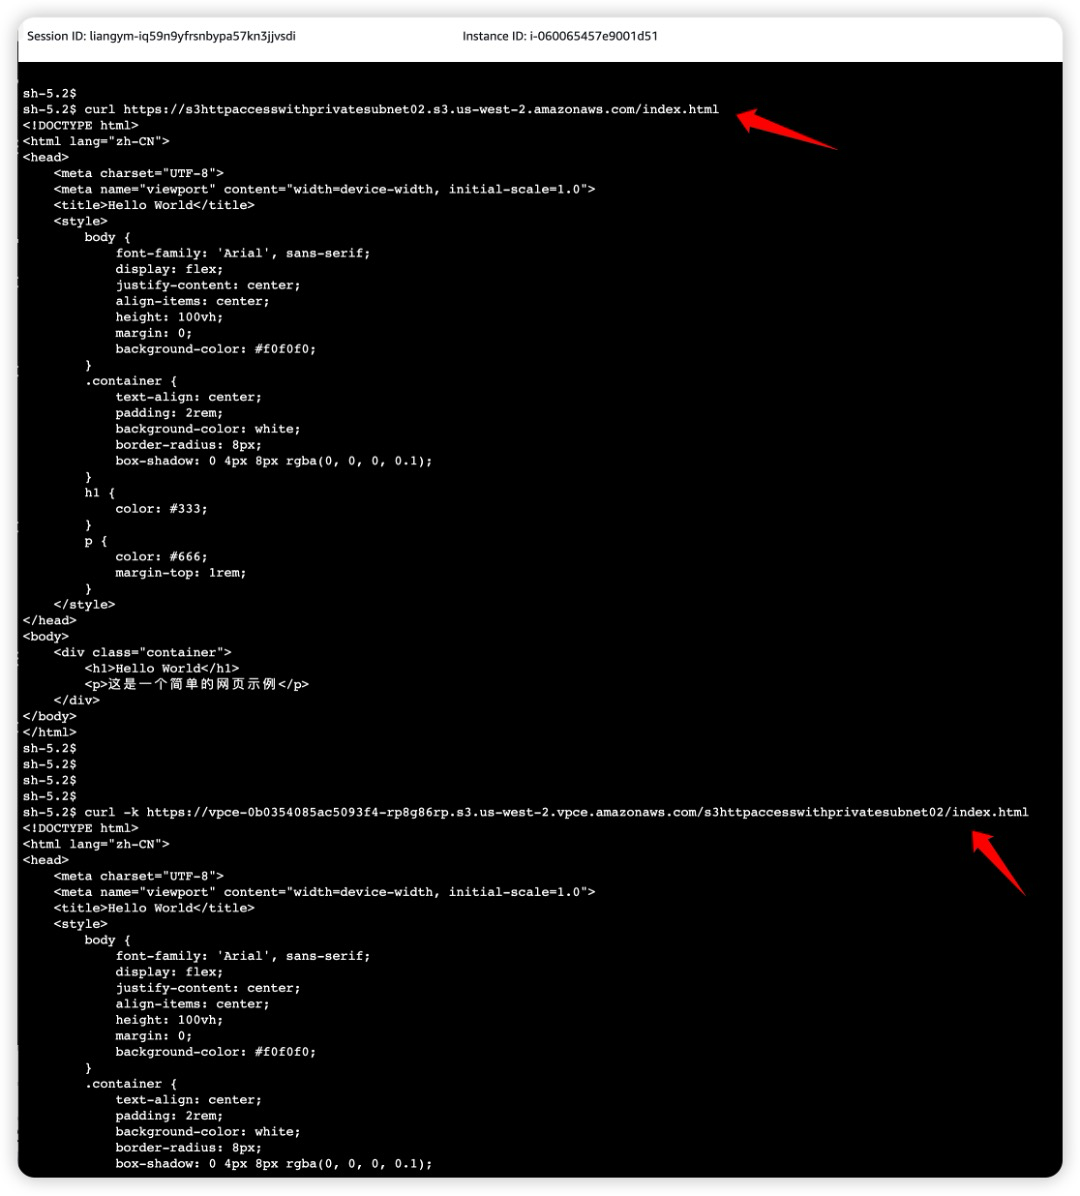 Session ID: liangym-iq59n9yfrsnbypa57kn3jjvsdi Instance ID: i-060065457e9001d51
sh-5.2$
sh-5.2$ curl https://s3httpaccesswithprivatesubnet02.s3.us-west-2.amazonaws.com/index.html
<!DOCTYPE html>
<html lang="zh-CN">
<head>
    <meta charset="UTF-8">
    <meta name="viewport" content="width=device-width, initial-scale=1.0">
    <title>Hello World</title>
    <style>
        body {
            font-family: 'Arial', sans-serif;
            display: flex;
            justify-content: center;
            align-items: center;
            height: 100vh;
            margin: 0;
            background-color: #f0f0f0;
        }
        .container {
            text-align: center;
            padding: 2rem;
            background-color: white;
            border-radius: 8px;
            box-shadow: 0 4px 8px rgba(0, 0, 0, 0.1);
        }
        h1 {
            color: #333;
        }
        p {
            color: #666;
            margin-top: 1rem;
        }
    </style>
</head>
<body>
    <div class="container">
        <h1>Hello World</h1>
        <p>这是一个简单的网页示例</p>
    </div>
</body>
</html>
sh-5.2$
sh-5.2$
sh-5.2$
sh-5.2$
sh-5.2$ curl -k https://vpce-0b0354085ac5093f4-rp8g86rp.s3.us-west-2.vpce.amazonaws.com/s3httpaccesswithprivatesubnet02/index.html
<!DOCTYPE html>
<html lang="zh-CN">
<head>
    <meta charset="UTF-8">
    <meta name="viewport" content="width=device-width, initial-scale=1.0">
    <title>Hello World</title>
    <style>
        body {
            font-family: 'Arial', sans-serif;
            display: flex;
            justify-content: center;
            align-items: center;
            height: 100vh;
            margin: 0;
            background-color: #f0f0f0;
        }
        .container {
            text-align: center;
            padding: 2rem;
            background-color: white;
            border-radius: 8px;
            box-shadow: 0 4px 8px rgba(0, 0, 0, 0.1);